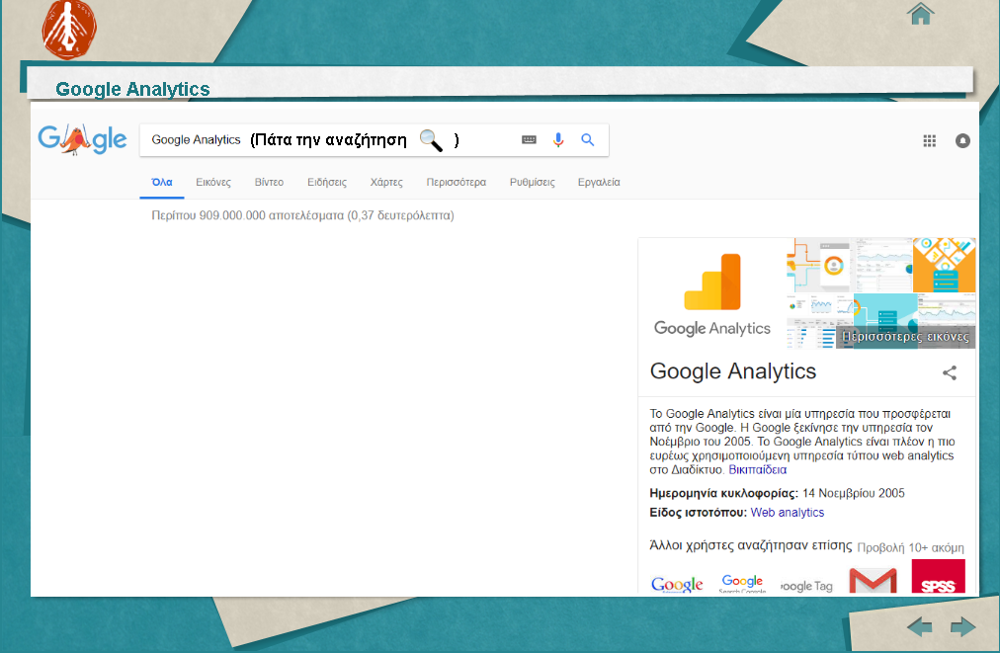 Google Analytics
Google
Google Analytics (Πάτα την αναζήτηση )
Όλα Εικόνες Βίντεο Ειδήσεις Χάρτες Περισσότερα Ρυθμίσεις Εργαλεία
Περίπου 909.000.000 αποτελέσματα (0,37 δευτερόλεπτα)
Google Analytics
Περισσότερες εικόνες
Google Analytics
Το Google Analytics είναι μία υπηρεσία που προσφέρεται
από την Google. Η Google ξεκίνησε την υπηρεσία τον
Νοέμβριο του 2005. Το Google Analytics είναι πλέον η πιο
ευρέως χρησιμοποιούμενη υπηρεσία τύπου web analytics
στο Διαδίκτυο. Βικιπαίδεια
Ημερομηνία κυκλοφορίας: 14 Νοεμβρίου 2005
Είδος ιστοτόπου: Web analytics
Άλλοι χρήστες αναζήτησαν επίσης Προβολή 10+ ακόμη
Google
Google
Search Console
oogle Tag
SPSS